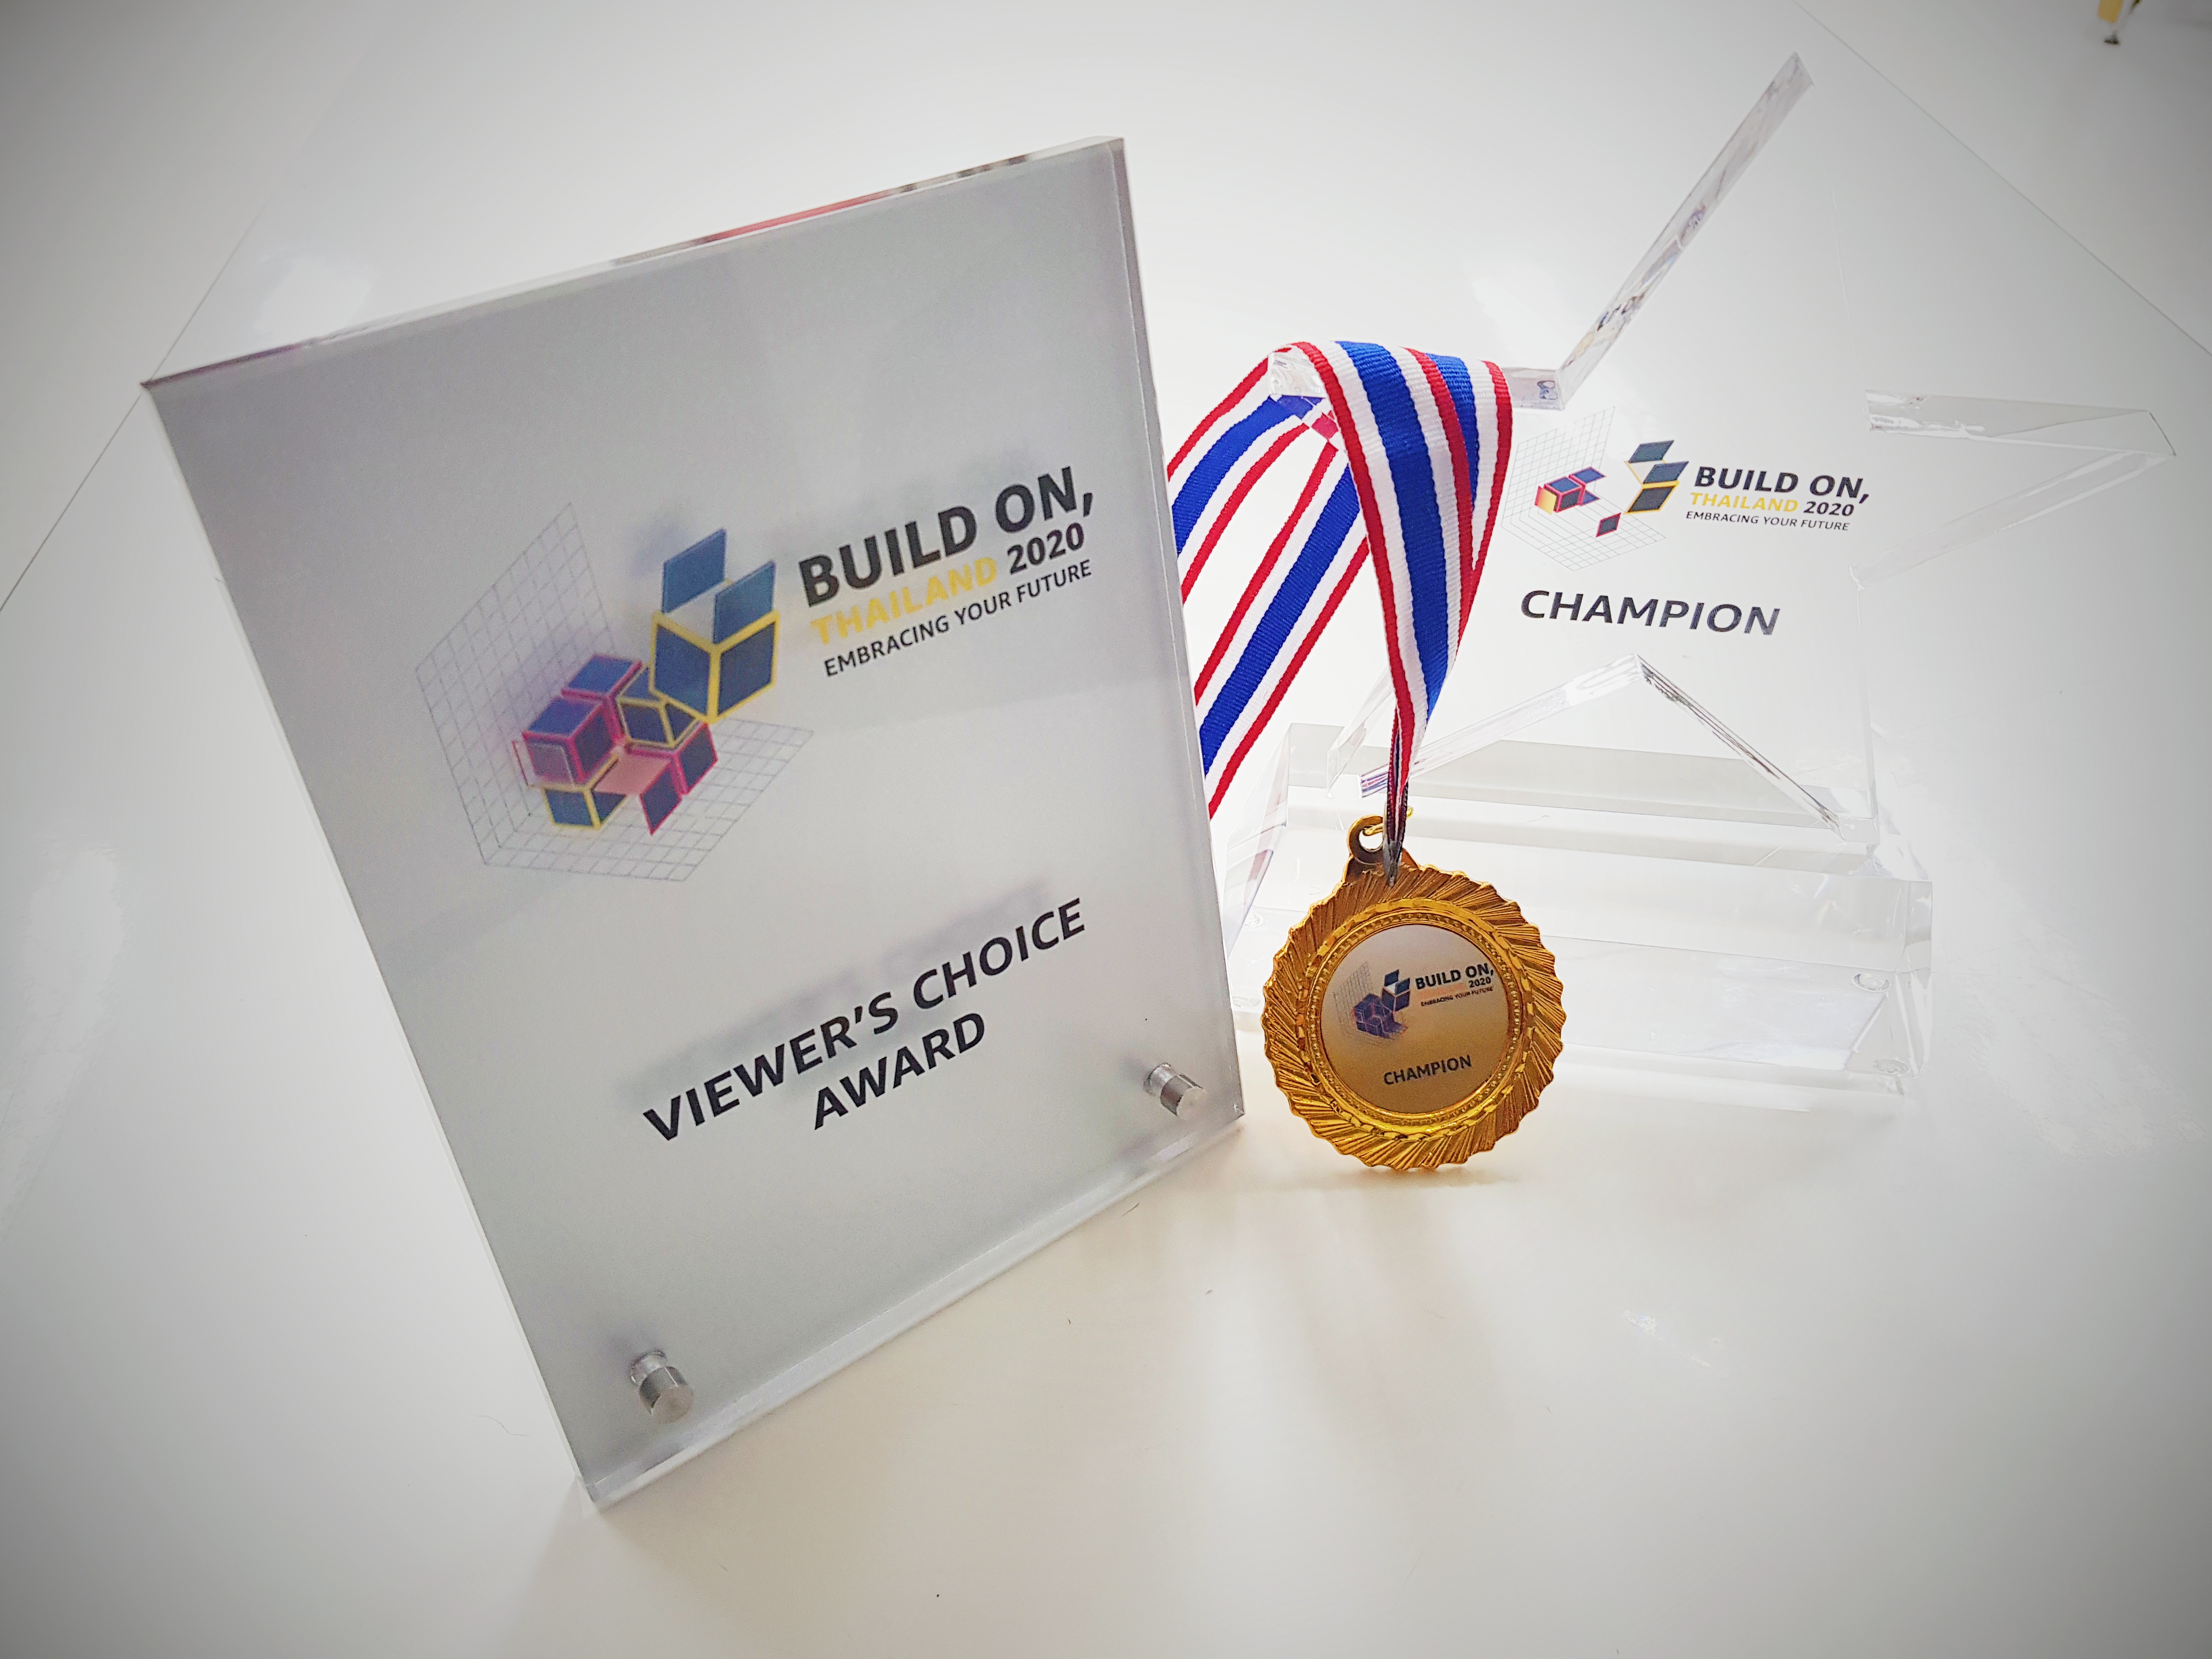 BUILD ON,
THAILAND 2020
EMBRACING YOUR FUTURE
VIEWER'S CHOICE
AWARD
BUILD ON,
THAILAND 2020
EMBRACING YOUR FUTURE
CHAMPION
BUILD ON,
2020
EMBRACING YOUR FUTURE
CHAMPION